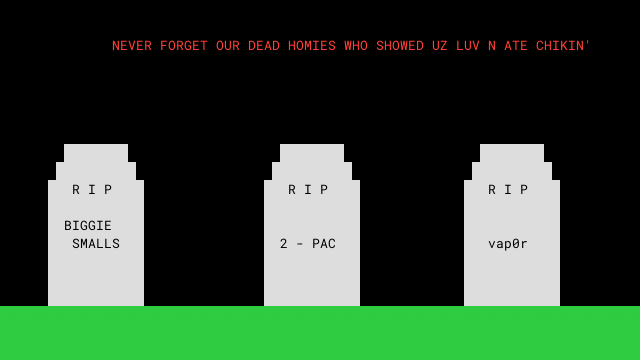 NEVER FORGET OUR DEAD HOMIES WHO SHOWED UZ LUV N ATE CHIKIN'
R I P
BIGGIE
SMALLS
R I P
2 - PAC
R I P
vap0r